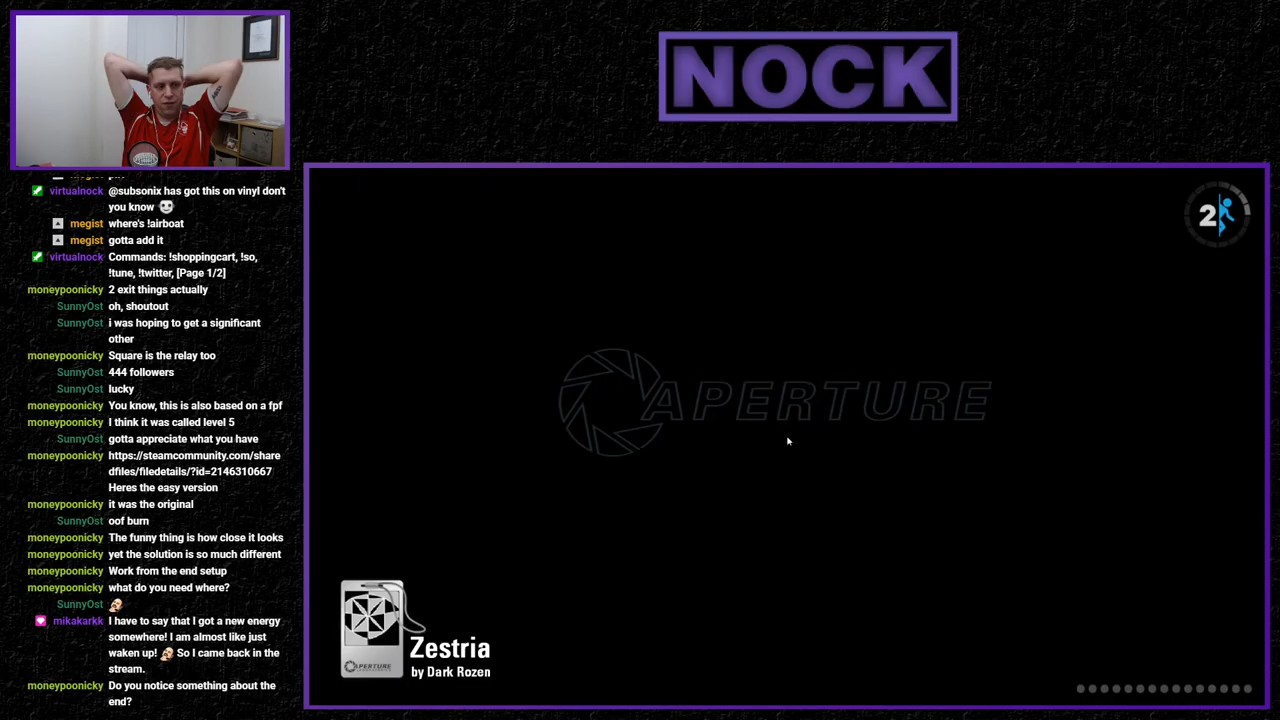 NOCK
virtualnock @subsonix has got this on vinyl don't
you know
megist where's !airboat
megist gotta add it
virtualnock Commands: !shoppingcart, !so,
!tune, !twitter, [Page 1/2]
moneypoonicky 2 exit things actually
SunnyOst oh, shoutout
SunnyOst i was hoping to get a significant
other
moneypoonicky Square is the relay too
SunnyOst 444 followers
SunnyOst lucky
moneypoonicky You know, this is also based on a fpf
moneypoonicky I think it was called level 5
SunnyOst gotta appreciate what you have
moneypoonicky https://steamcommunity.com/share
dfiles/filedetails/?id=2146310667
Heres the easy version
moneypoonicky it was the original
SunnyOst oof burn
moneypoonicky The funny thing is how close it looks
moneypoonicky yet the solution is so much different
moneypoonicky Work from the end setup
moneypoonicky what do you need where?
SunnyOst
mikakarkk I have to say that I got a new energy
somewhere! I am almost like just
waken up! So I came back in the
stream.
moneypoonicky Do you notice something about the
end?
2
APERTURE
APERTURE
LABORATORIES
Zestria
by Dark Rozen